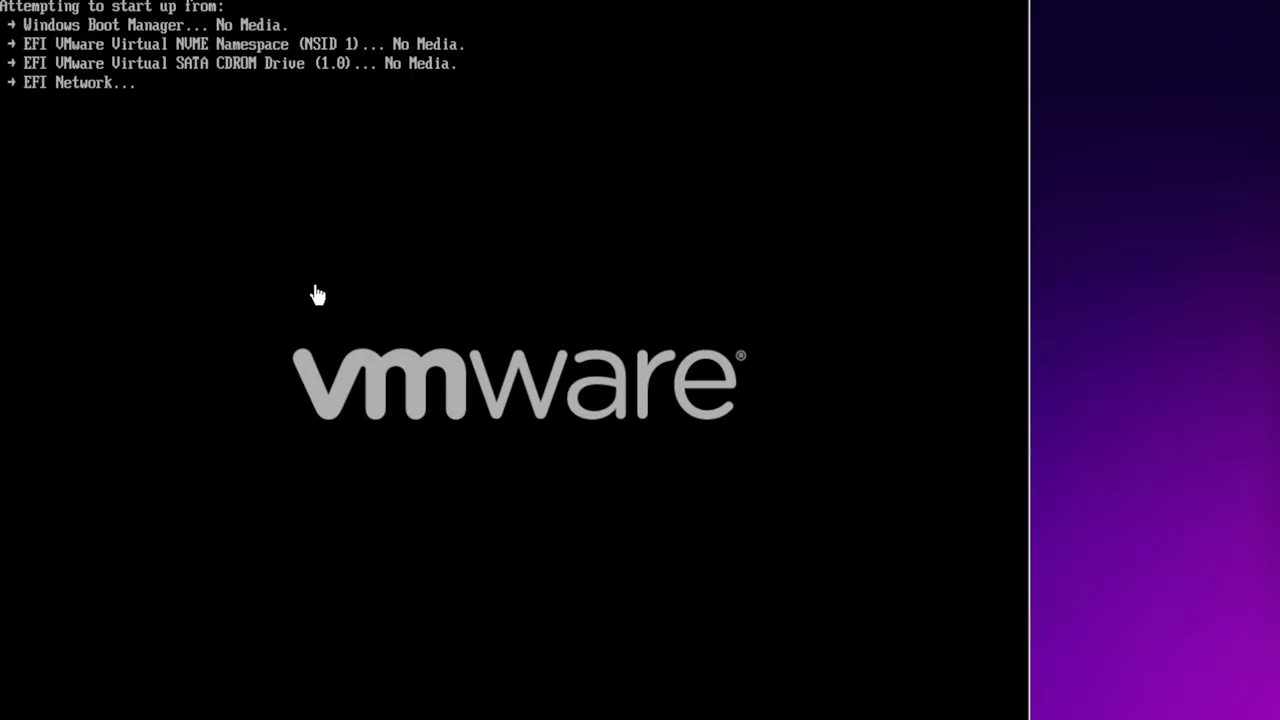 Attempting to start up from:
→ Windows Boot Manager... No Media.
→ EFI VMware Virtual NVME Namespace (NSID 1)... No Media.
→ EFI VMware Virtual SATA CDROM Drive (1.0)... No Media.
→ EFI Network...
vmware®